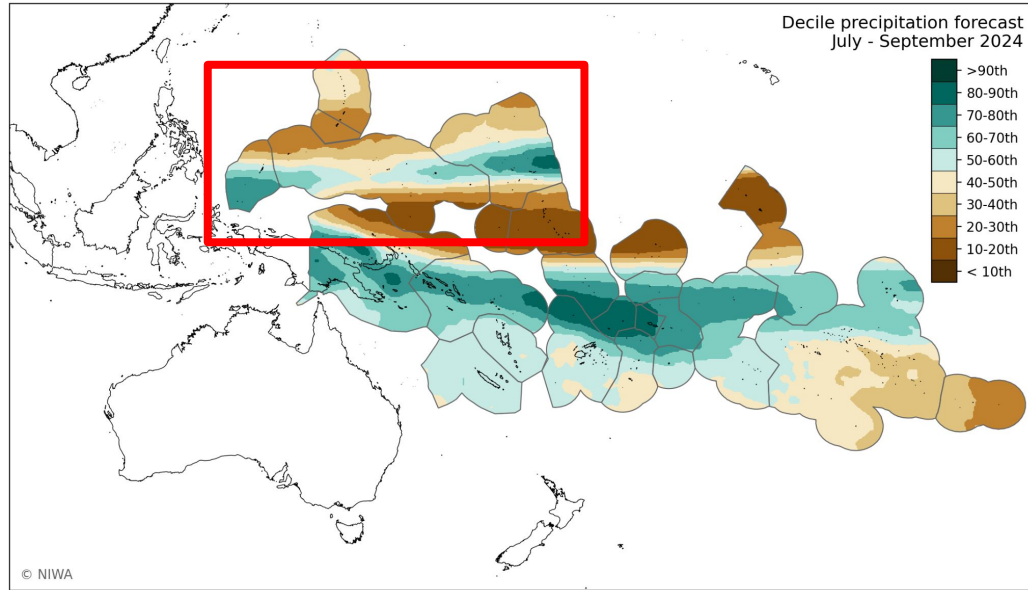 Decile precipitation forecast
July - September 2024
>90th
80-90th
70-80th
60-70th
50-60th
40-50th
30-40th
20-30th
10-20th
< 10th
© NIWA